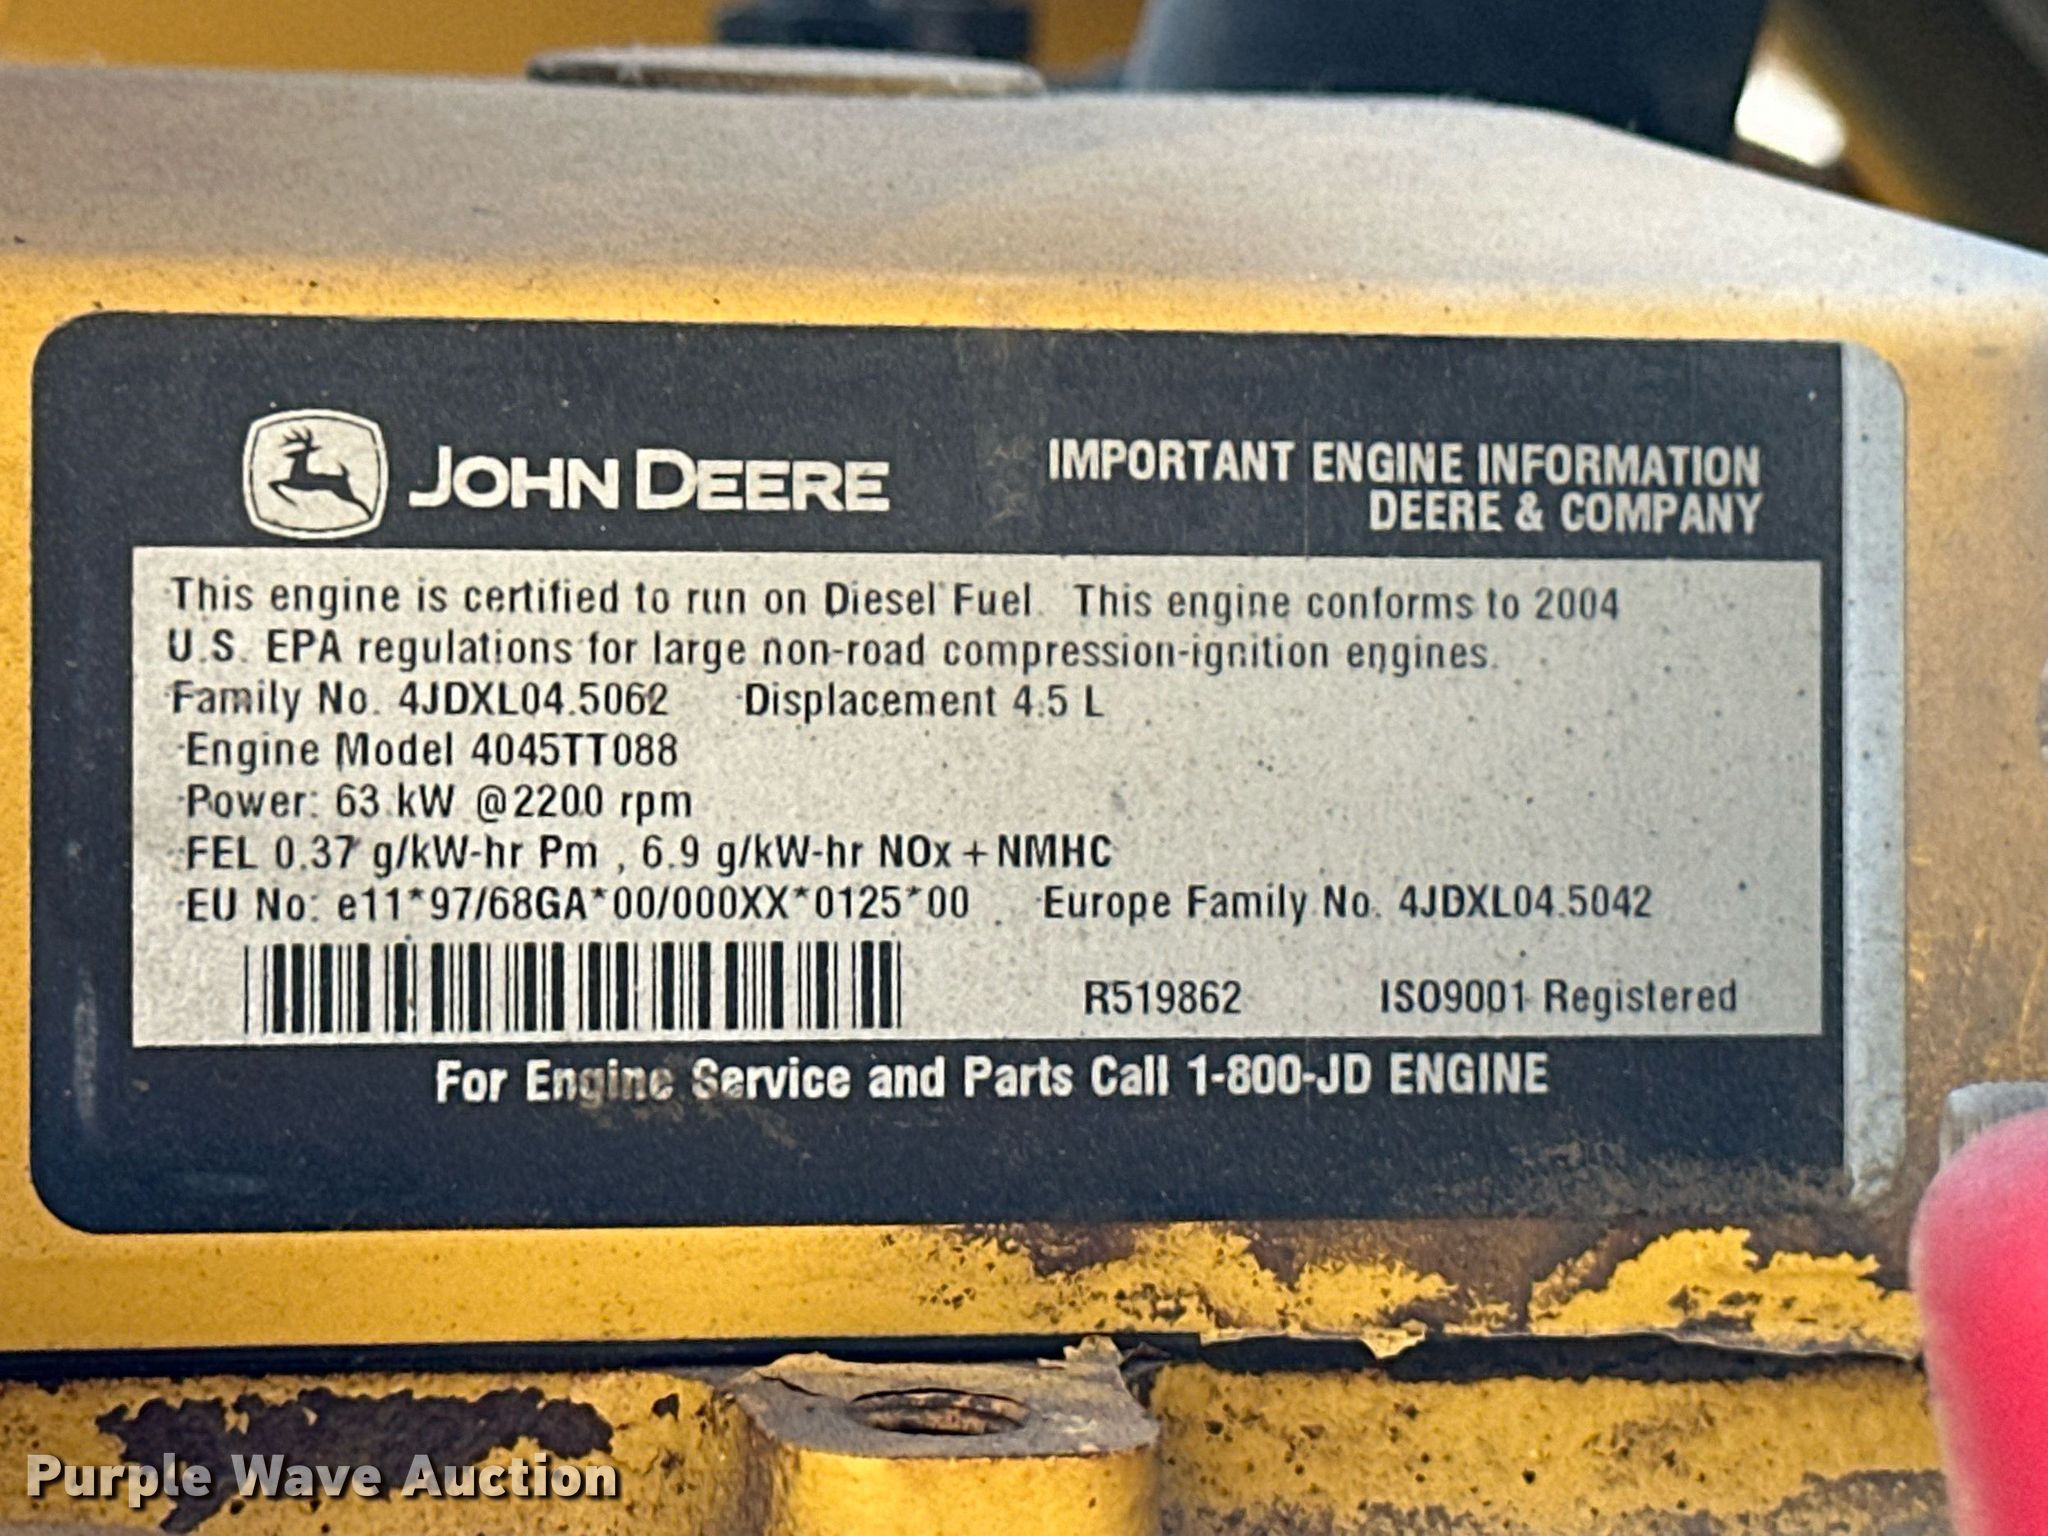 JOHN DEERE
IMPORTANT ENGINE INFORMATION
DEERE & COMPANY
This engine is certified to run on Diesel Fuel. This engine conforms to 2004
U.S. EPA regulations for large non-road compression-ignition engines.
Family No. 4JDXL04.5062 Displacement 4.5 L
Engine Model 4045TT088
Power: 63 kW @2200 rpm
FEL 0.37 g/kW-hr Pm , 6.9 g/kW-hr NOx + NMHC
EU No: e11*97/68GA*00/000XX*0125*00 Europe Family No. 4JDXL04.5042
R519862 ISO9001 Registered
For Engine Service and Parts Call 1-800-JD ENGINE
Purple Wave Auction